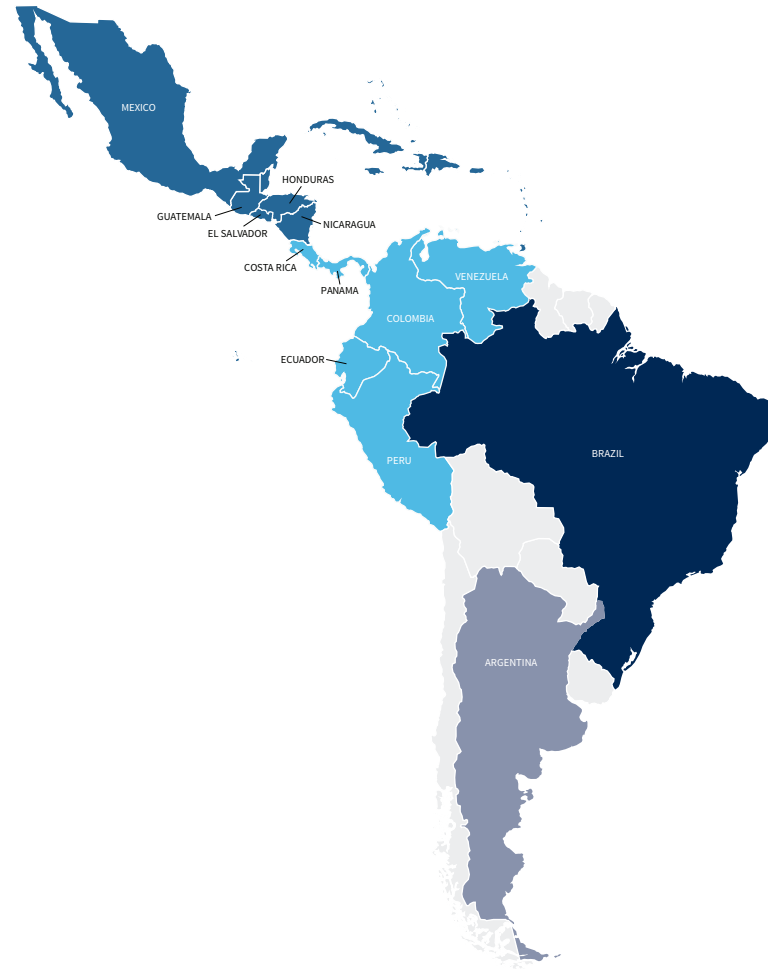 MEXICO
HONDURAS
GUATEMALA
NICARAGUA
EL SALVADOR
COSTA RICA
VENEZUELA
PANAMA
COLOMBIA
ECUADOR
BRAZIL
PERU
ARGENTINA